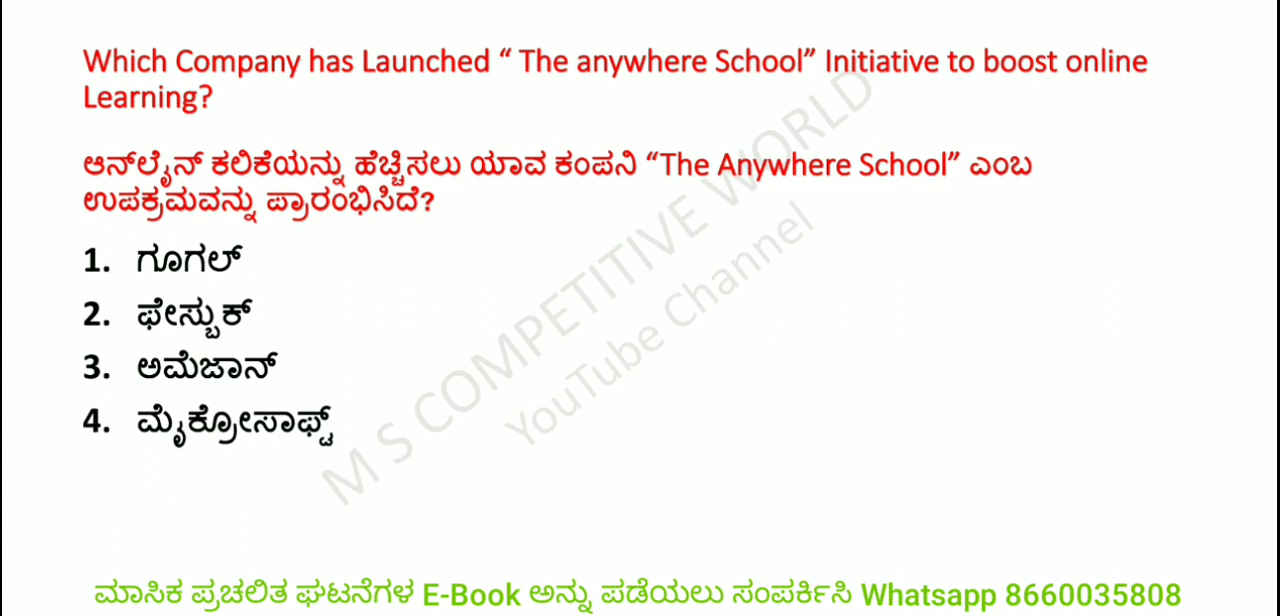 Which Company has Launched “ The anywhere School” Initiative to boost online
Learning?
ಆನ್‌ಲೈನ್ ಕಲಿಕೆಯನ್ನು ಹೆಚ್ಚಿಸಲು ಯಾವ ಕಂಪನಿ “The Anywhere School” ಎಂಬ
ಉಪಕ್ರಮವನ್ನು ಪ್ರಾರಂಭಿಸಿದೆ?
1. ಗೂಗಲ್
2. ಫೇಸ್ಬುಕ್
3. ಅಮೆಜಾನ್
4. ಮೈಕ್ರೋಸಾಫ್ಟ್
M S COMPETITIVE WORLD
YouTube Channel
ಮಾಸಿಕ ಪ್ರಚಲಿತ ಘಟನೆಗಳ E-Book ಅನ್ನು ಪಡೆಯಲು ಸಂಪರ್ಕಿಸಿ Whatsapp 8660035808